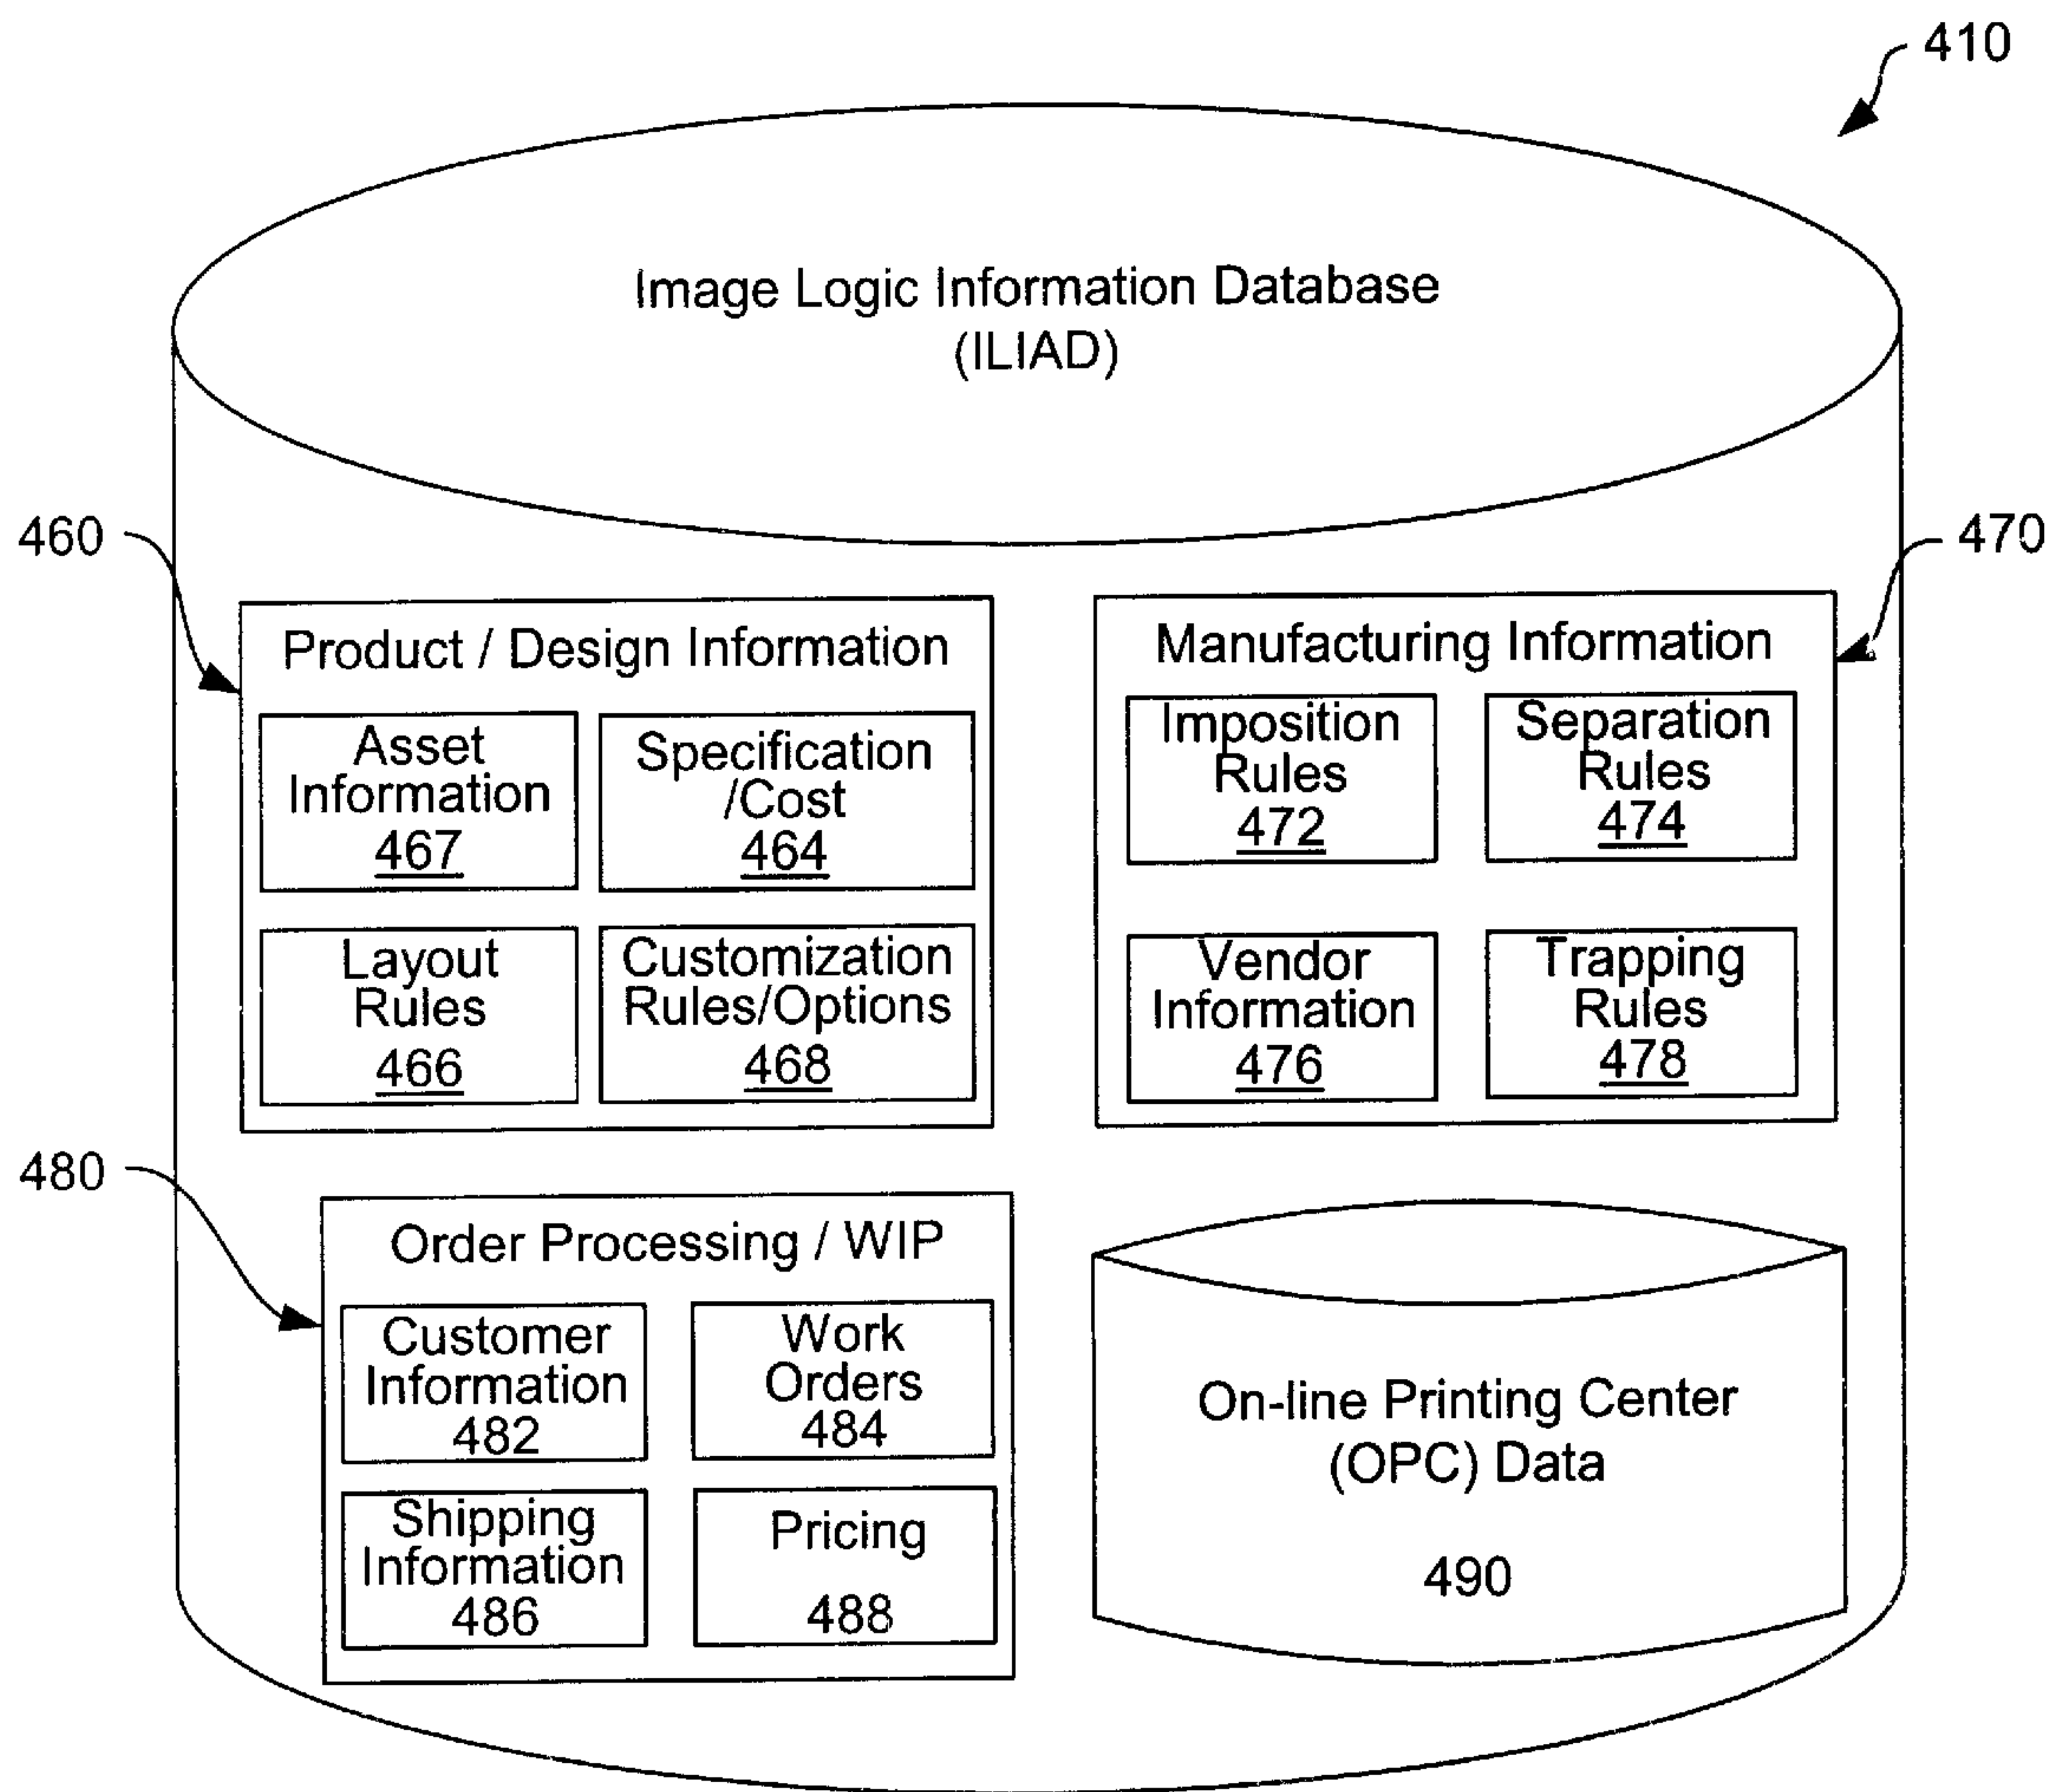 410
Image Logic Information Database
(ILIAD)
460
470
Product / Design Information
Asset
Information
467
Specification
/Cost
464
Layout
Rules
466
Customization
Rules/Options
468
Manufacturing Information
Imposition
Rules
472
Separation
Rules
474
Vendor
Information
476
Trapping
Rules
478
480
Order Processing / WIP
Customer
Information
482
Work
Orders
484
Shipping
Information
486
Pricing
488
On-line Printing Center
(OPC) Data
490